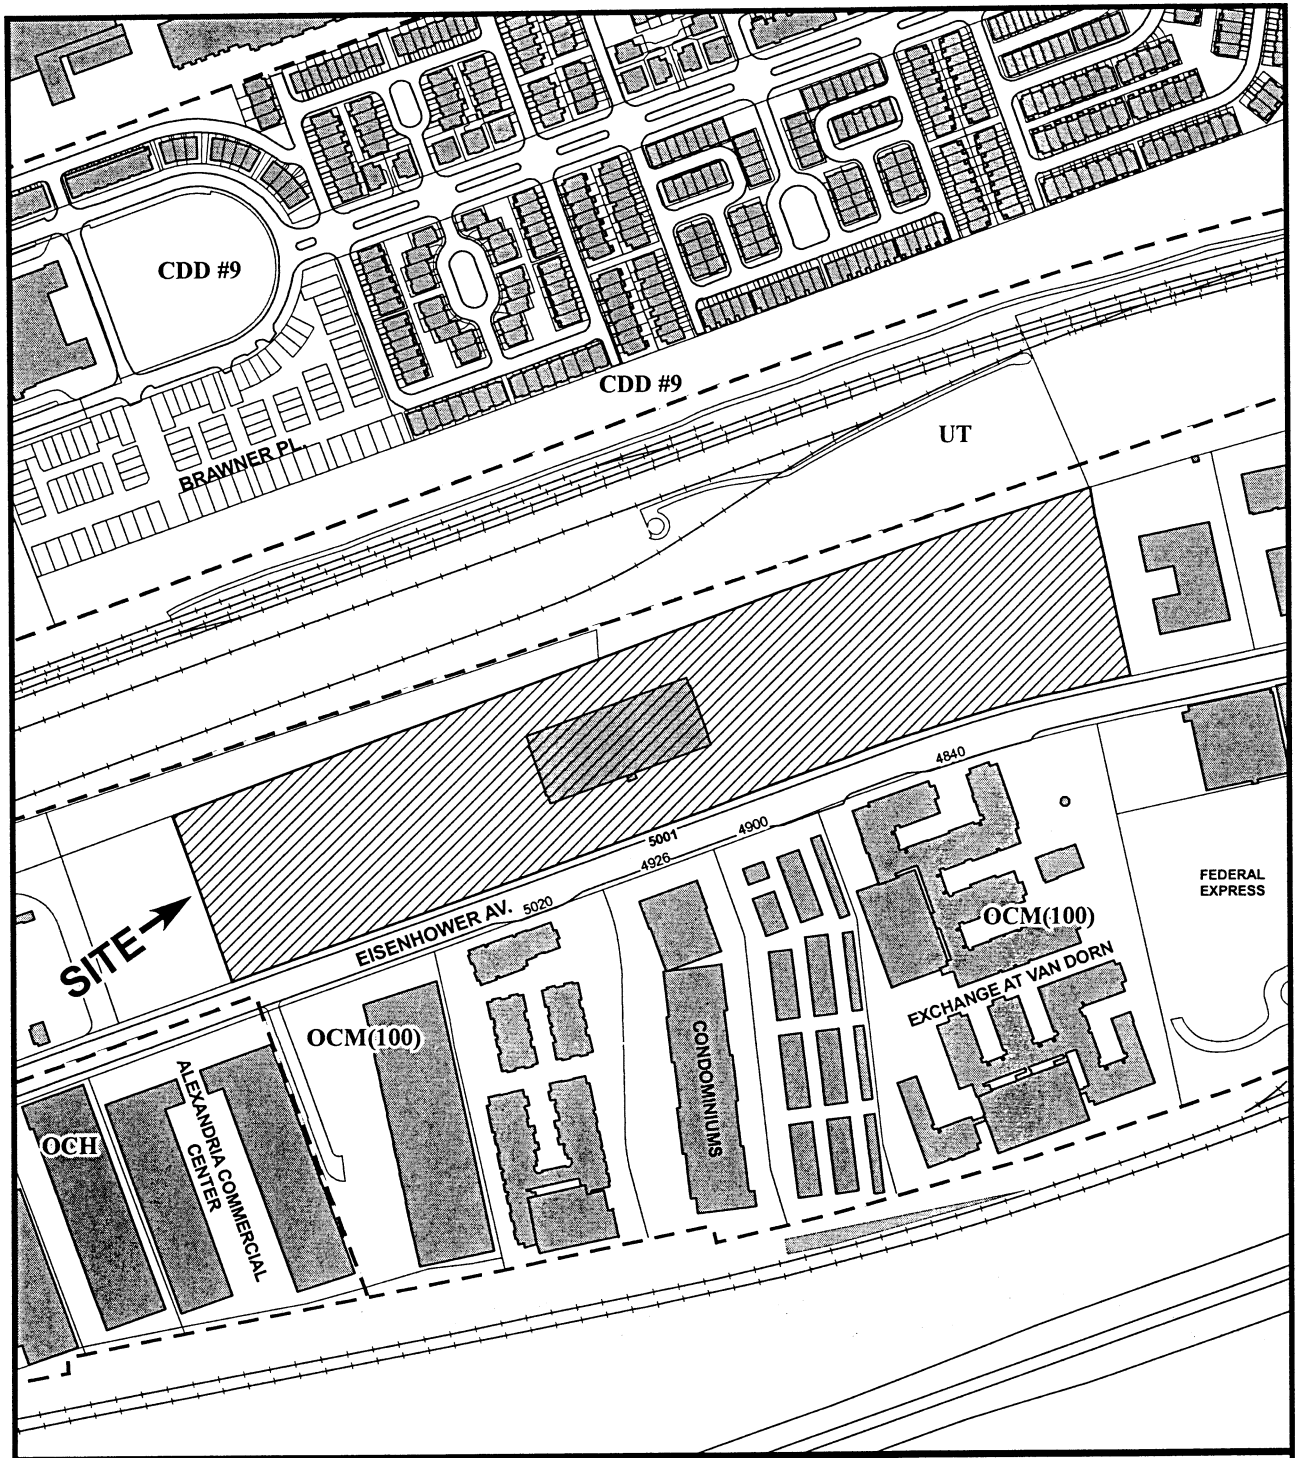 CDD #9
CDD #9
BRAWNER PL.
UT
4840
4900
5001
4926
5020
EISENHOWER AV.
SITE
FEDERAL
EXPRESS
OCM(100)
EXCHANGE AT VAN DORN
OCM(100)
CONDOMINIUMS
ALEXANDRIA COMMERCIAL
CENTER
OCH